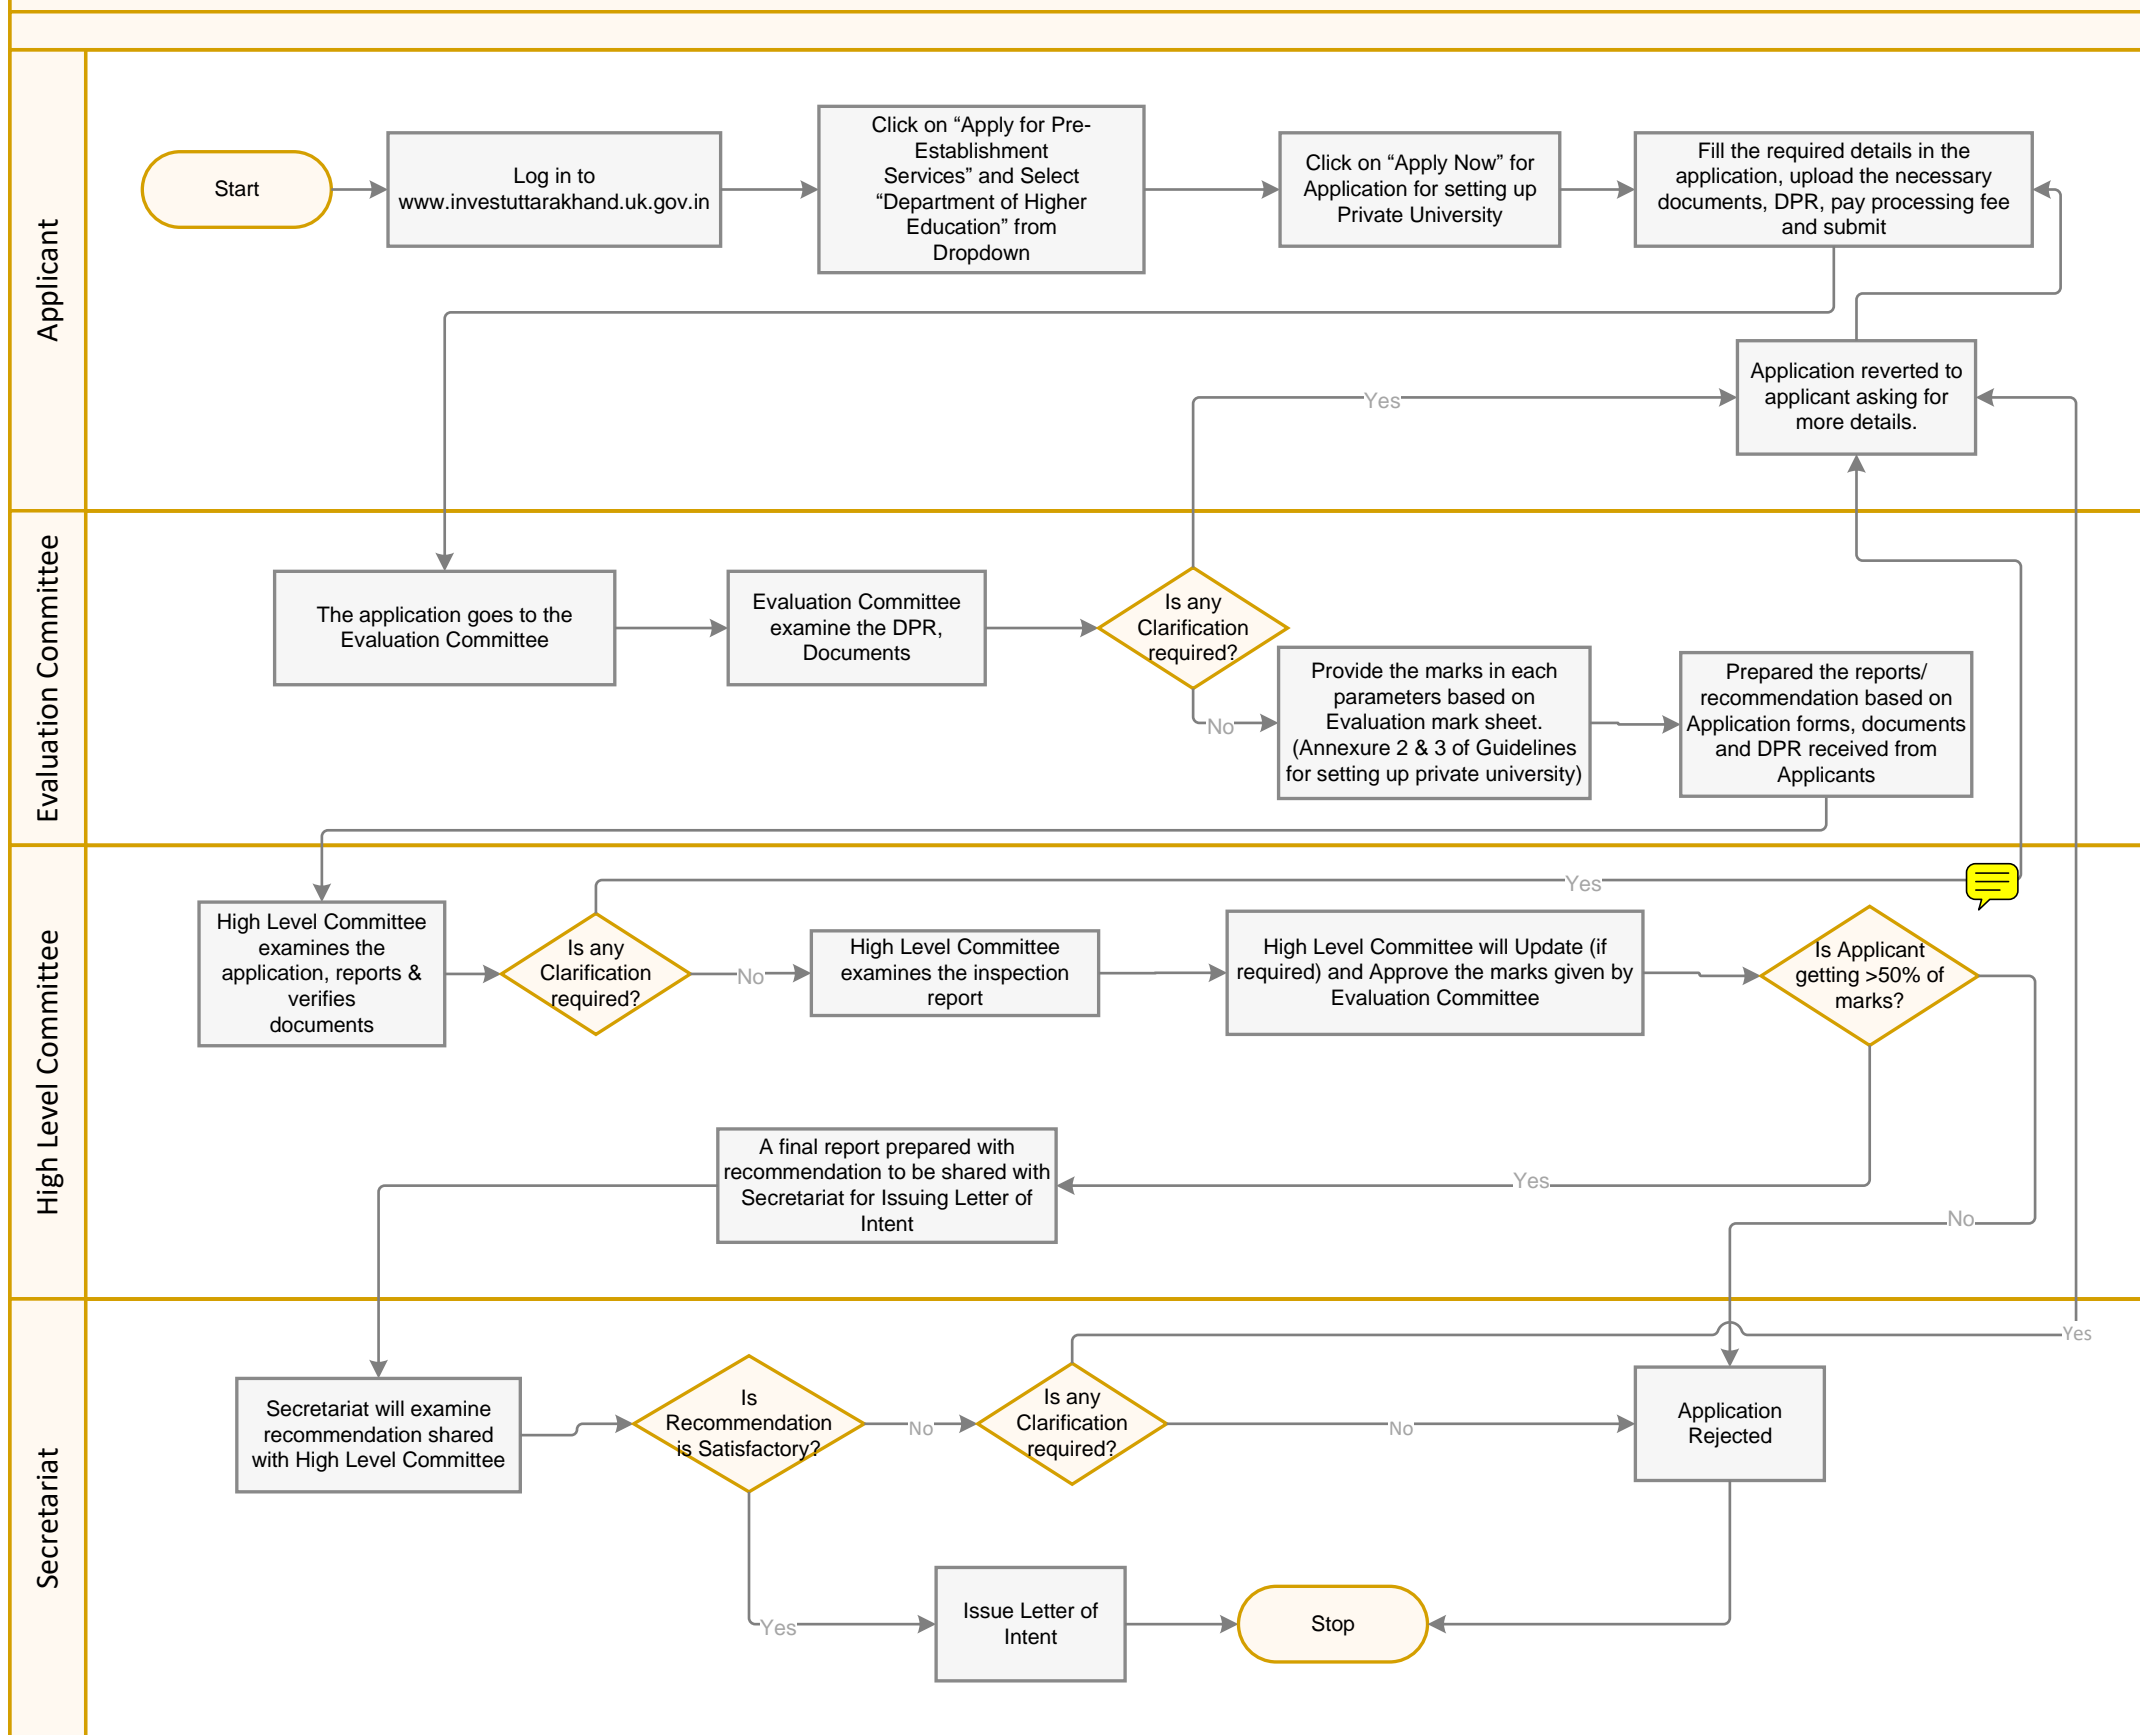 Applicant
Start
Log in to
www.investuttarakhand.uk.gov.in
Click on “Apply for Pre-
Establishment
Services” and Select
“Department of Higher
Education” from
Dropdown
Click on “Apply Now” for
Application for setting up
Private University
Fill the required details in the
application, upload the necessary
documents, DPR, pay processing fee
and submit
Application reverted to
applicant asking for
more details.
Yes
Evaluation Committee
The application goes to the
Evaluation Committee
Evaluation Committee
examine the DPR,
Documents
Is any
Clarification
required?
No
Provide the marks in each
parameters based on
Evaluation mark sheet.
(Annexure 2 & 3 of Guidelines
for setting up private university)
Prepared the reports/
recommendation based on
Application forms, documents
and DPR received from
Applicants
High Level Committee
High Level Committee
examines the
application, reports &
verifies
documents
Is any
Clarification
required?
Yes
No
High Level Committee
examines the inspection
report
High Level Committee will Update (if
required) and Approve the marks given by
Evaluation Committee
Is Applicant
getting >50% of
marks?
A final report prepared with
recommendation to be shared with
Secretariat for Issuing Letter of
Intent
Yes
No
Secretariat
Secretariat will examine
recommendation shared
with High Level Committee
Is
Recommendation
is Satisfactory?
No
Is any
Clarification
required?
Yes
No
Application
Rejected
Yes
Issue Letter of
Intent
Stop